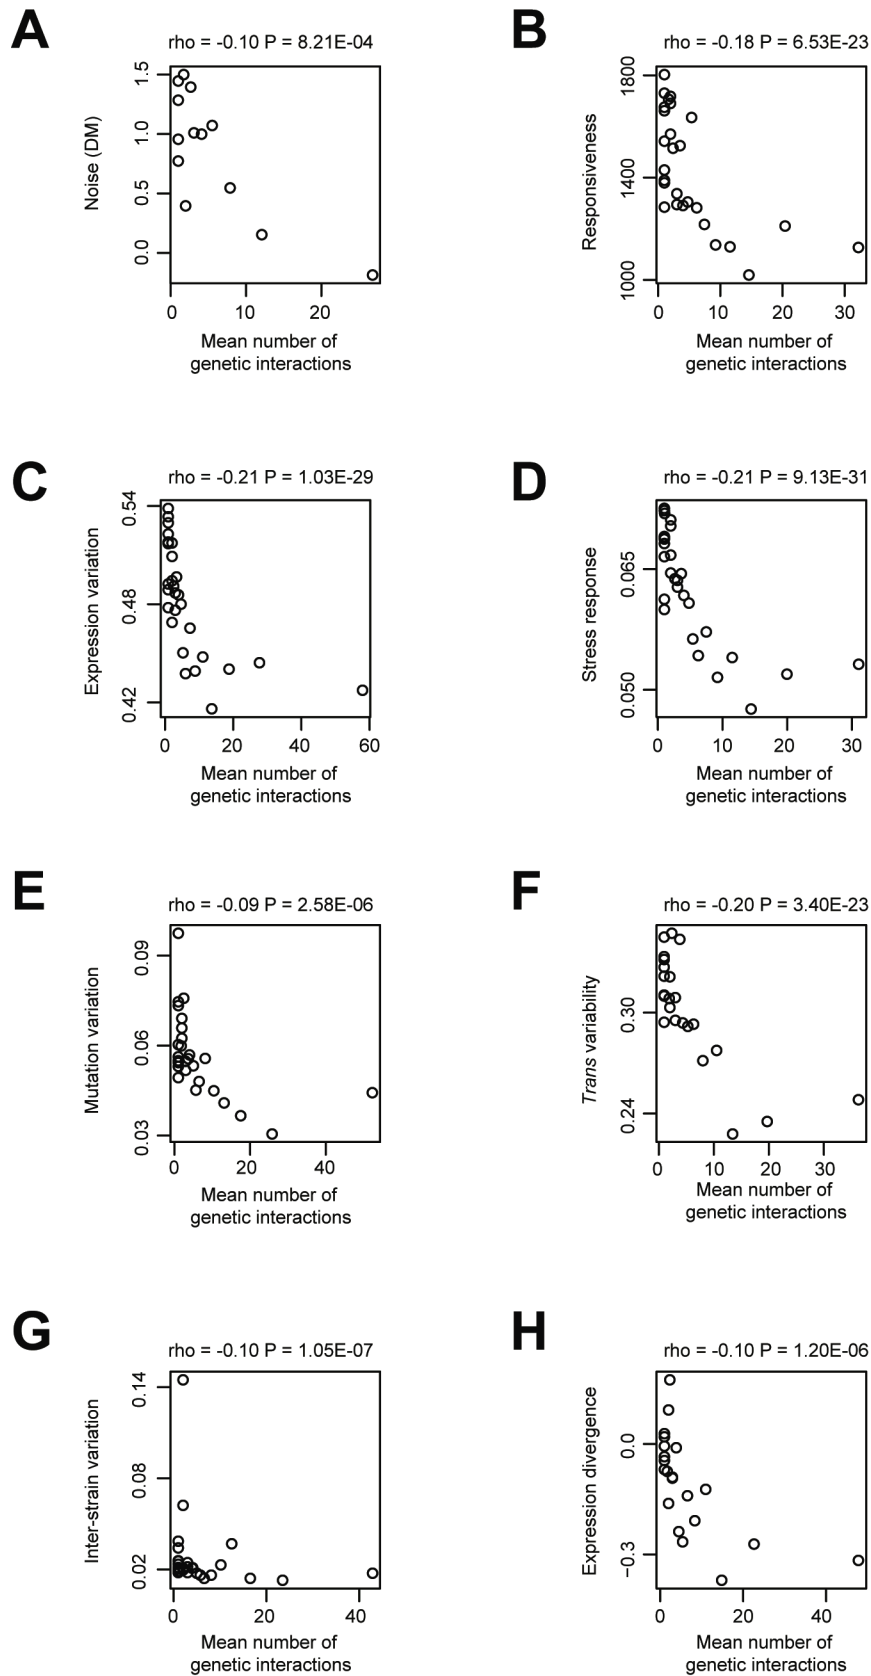 A
rho = -0.10 P = 8.21E-04
Noise (DM)
1.5
1.0
0.5
0.0
0 10 20
Mean number of
genetic interactions
B
rho = -0.18 P = 6.53E-23
Responsiveness
1800
1400
1000
0 10 20 30
Mean number of
genetic interactions
C
rho = -0.21 P = 1.03E-29
Expression variation
0.54
0.48
0.42
0 20 40 60
Mean number of
genetic interactions
D
rho = -0.21 P = 9.13E-31
Stress response
0.065
0.050
0 10 20 30
Mean number of
genetic interactions
E
rho = -0.09 P = 2.58E-06
Mutation variation
0.09
0.06
0.03
0 20 40
Mean number of
genetic interactions
F
rho = -0.20 P = 3.40E-23
Trans variability
0.30
0.24
0 10 20 30
Mean number of
genetic interactions
G
rho = -0.10 P = 1.05E-07
Inter-strain variation
0.14
0.08
0.02
0 20 40
Mean number of
genetic interactions
H
rho = -0.10 P = 1.20E-06
Expression divergence
0.0
−0.3
0 20 40
Mean number of
genetic interactions